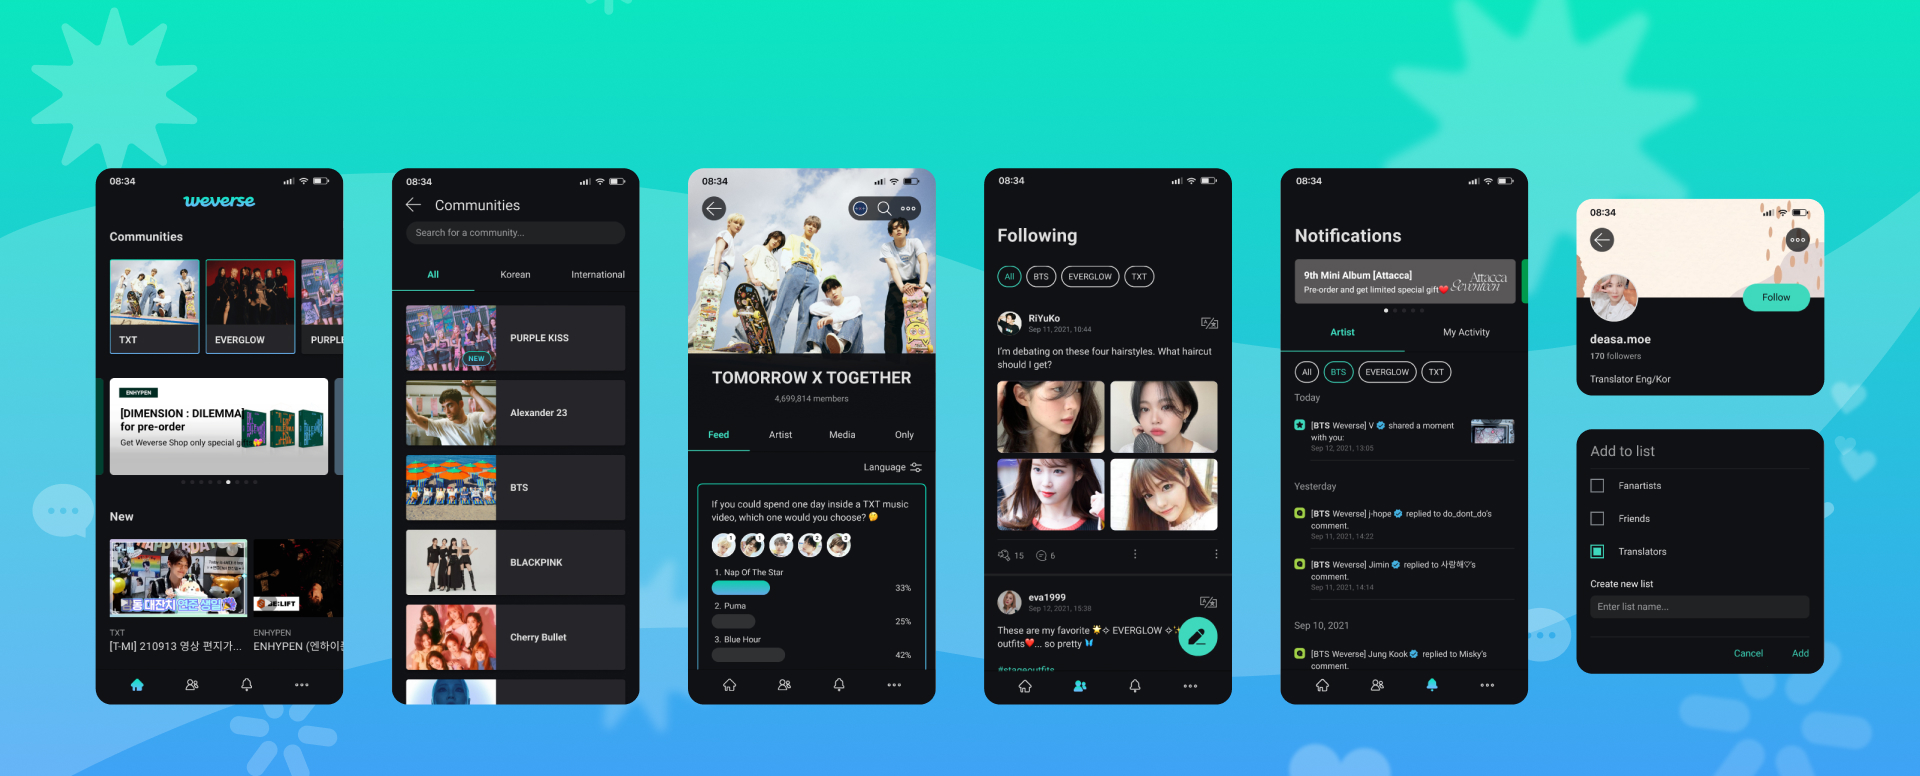 08:34
weverse
Communities
TXT
EVERGLOW
PURPL
ENHYPEN
[DIMENSION : DILEMMA]
for pre-order
Get Weverse Shop only special gi
New
TXT
[T-MI] 210913 영상 편지가...
ENHYPEN
ENHYPEN (엔하이픈
08:34
Communities
Search for a community...
All
Korean
International
NEW
PURPLE KISS
Alexander 23
BTS
BLACKPINK
Cherry Bullet
08:34
TOMORROW X TOGETHER
4,699,814 members
Feed
Artist
Media
Only
Language
If you could spend one day inside a TXT music
video, which one would you choose? 🤔
1. Nap Of The Star
33%
2. Puma
25%
3. Blue Hour
42%
08:34
Following
All
BTS
EVERGLOW
TXT
RiYuKo
Sep 11, 2021, 10:44
I'm debating on these four hairstyles. What haircut
should I get?
15
6
eva1999
Sep 12, 2021, 15:38
These are my favorite 🌟✧ EVERGLOW ✧
outfits❤️... so pretty 🦋
#stageoutfits
08:34
Notifications
9th Mini Album [Attacca]
Pre-order and get limited special gift❤️
Attacca
Seventeen
Artist
My Activity
All
BTS
EVERGLOW
TXT
Today
[BTS Weverse] V shared a moment
with you:
Sep 12, 2021, 13:05
Yesterday
[BTS Weverse] j-hope replied to do_dont_do's
comment.
Sep 11, 2021, 14:22
[BTS Weverse] Jimin replied to 사랑해♡'s
comment.
Sep 11, 2021, 14:14
Sep 10, 2021
[BTS Weverse] Jung Kook replied to Misky's
comment.
08:34
Follow
deasa.moe
170 followers
Translator Eng/Kor
Add to list
Fanartists
Friends
Translators
Create new list
Enter list name...
Cancel
Add